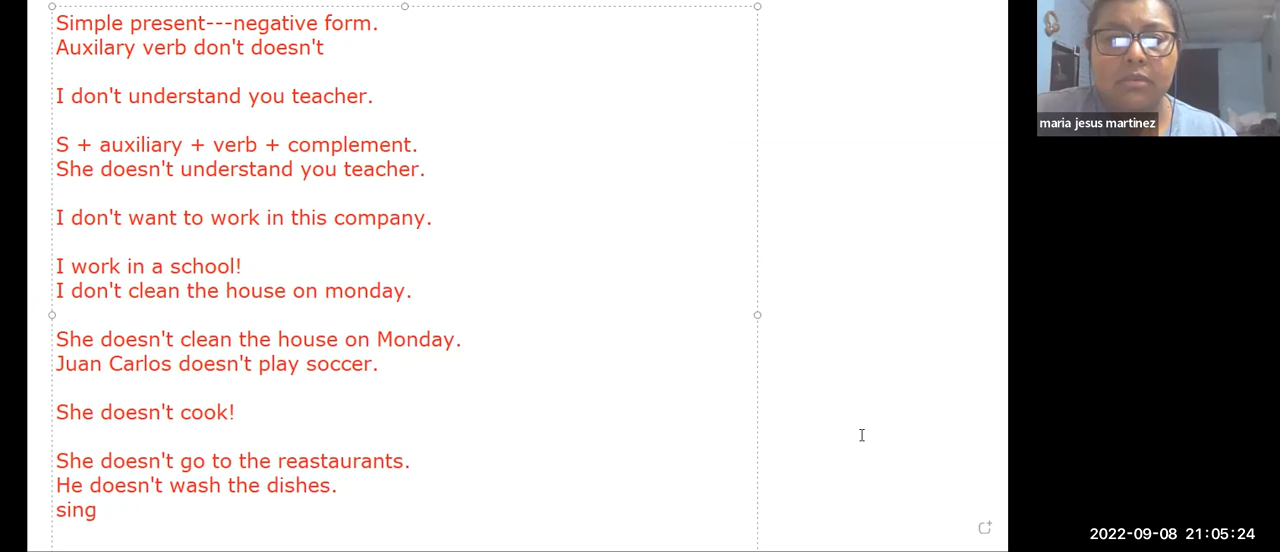 Simple present---negative form.
Auxilary verb don't doesn't
I don't understand you teacher.
S + auxiliary + verb + complement.
She doesn't understand you teacher.
I don't want to work in this company.
I work in a school!
I don't clean the house on monday.
She doesn't clean the house on Monday.
Juan Carlos doesn't play soccer.
She doesn't cook!
She doesn't go to the reastaurants.
He doesn't wash the dishes.
sing
maria jesus martinez
2022-09-08 21:05:24